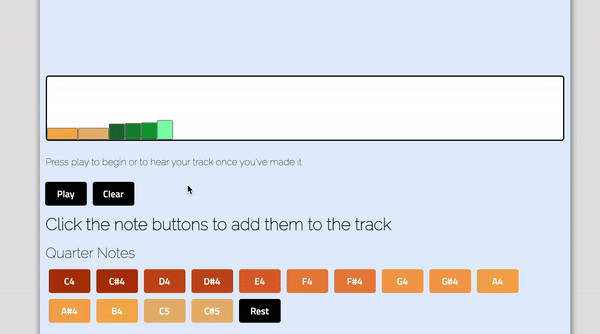 Press play to begin or to hear your track once you've made it
Play Clear
Click the note buttons to add them to the track
Quarter Notes
C4 C#4 D4 D#4 E4 F4 F#4 G4 G#4 A4
A#4 B4 C5 C#5 Rest